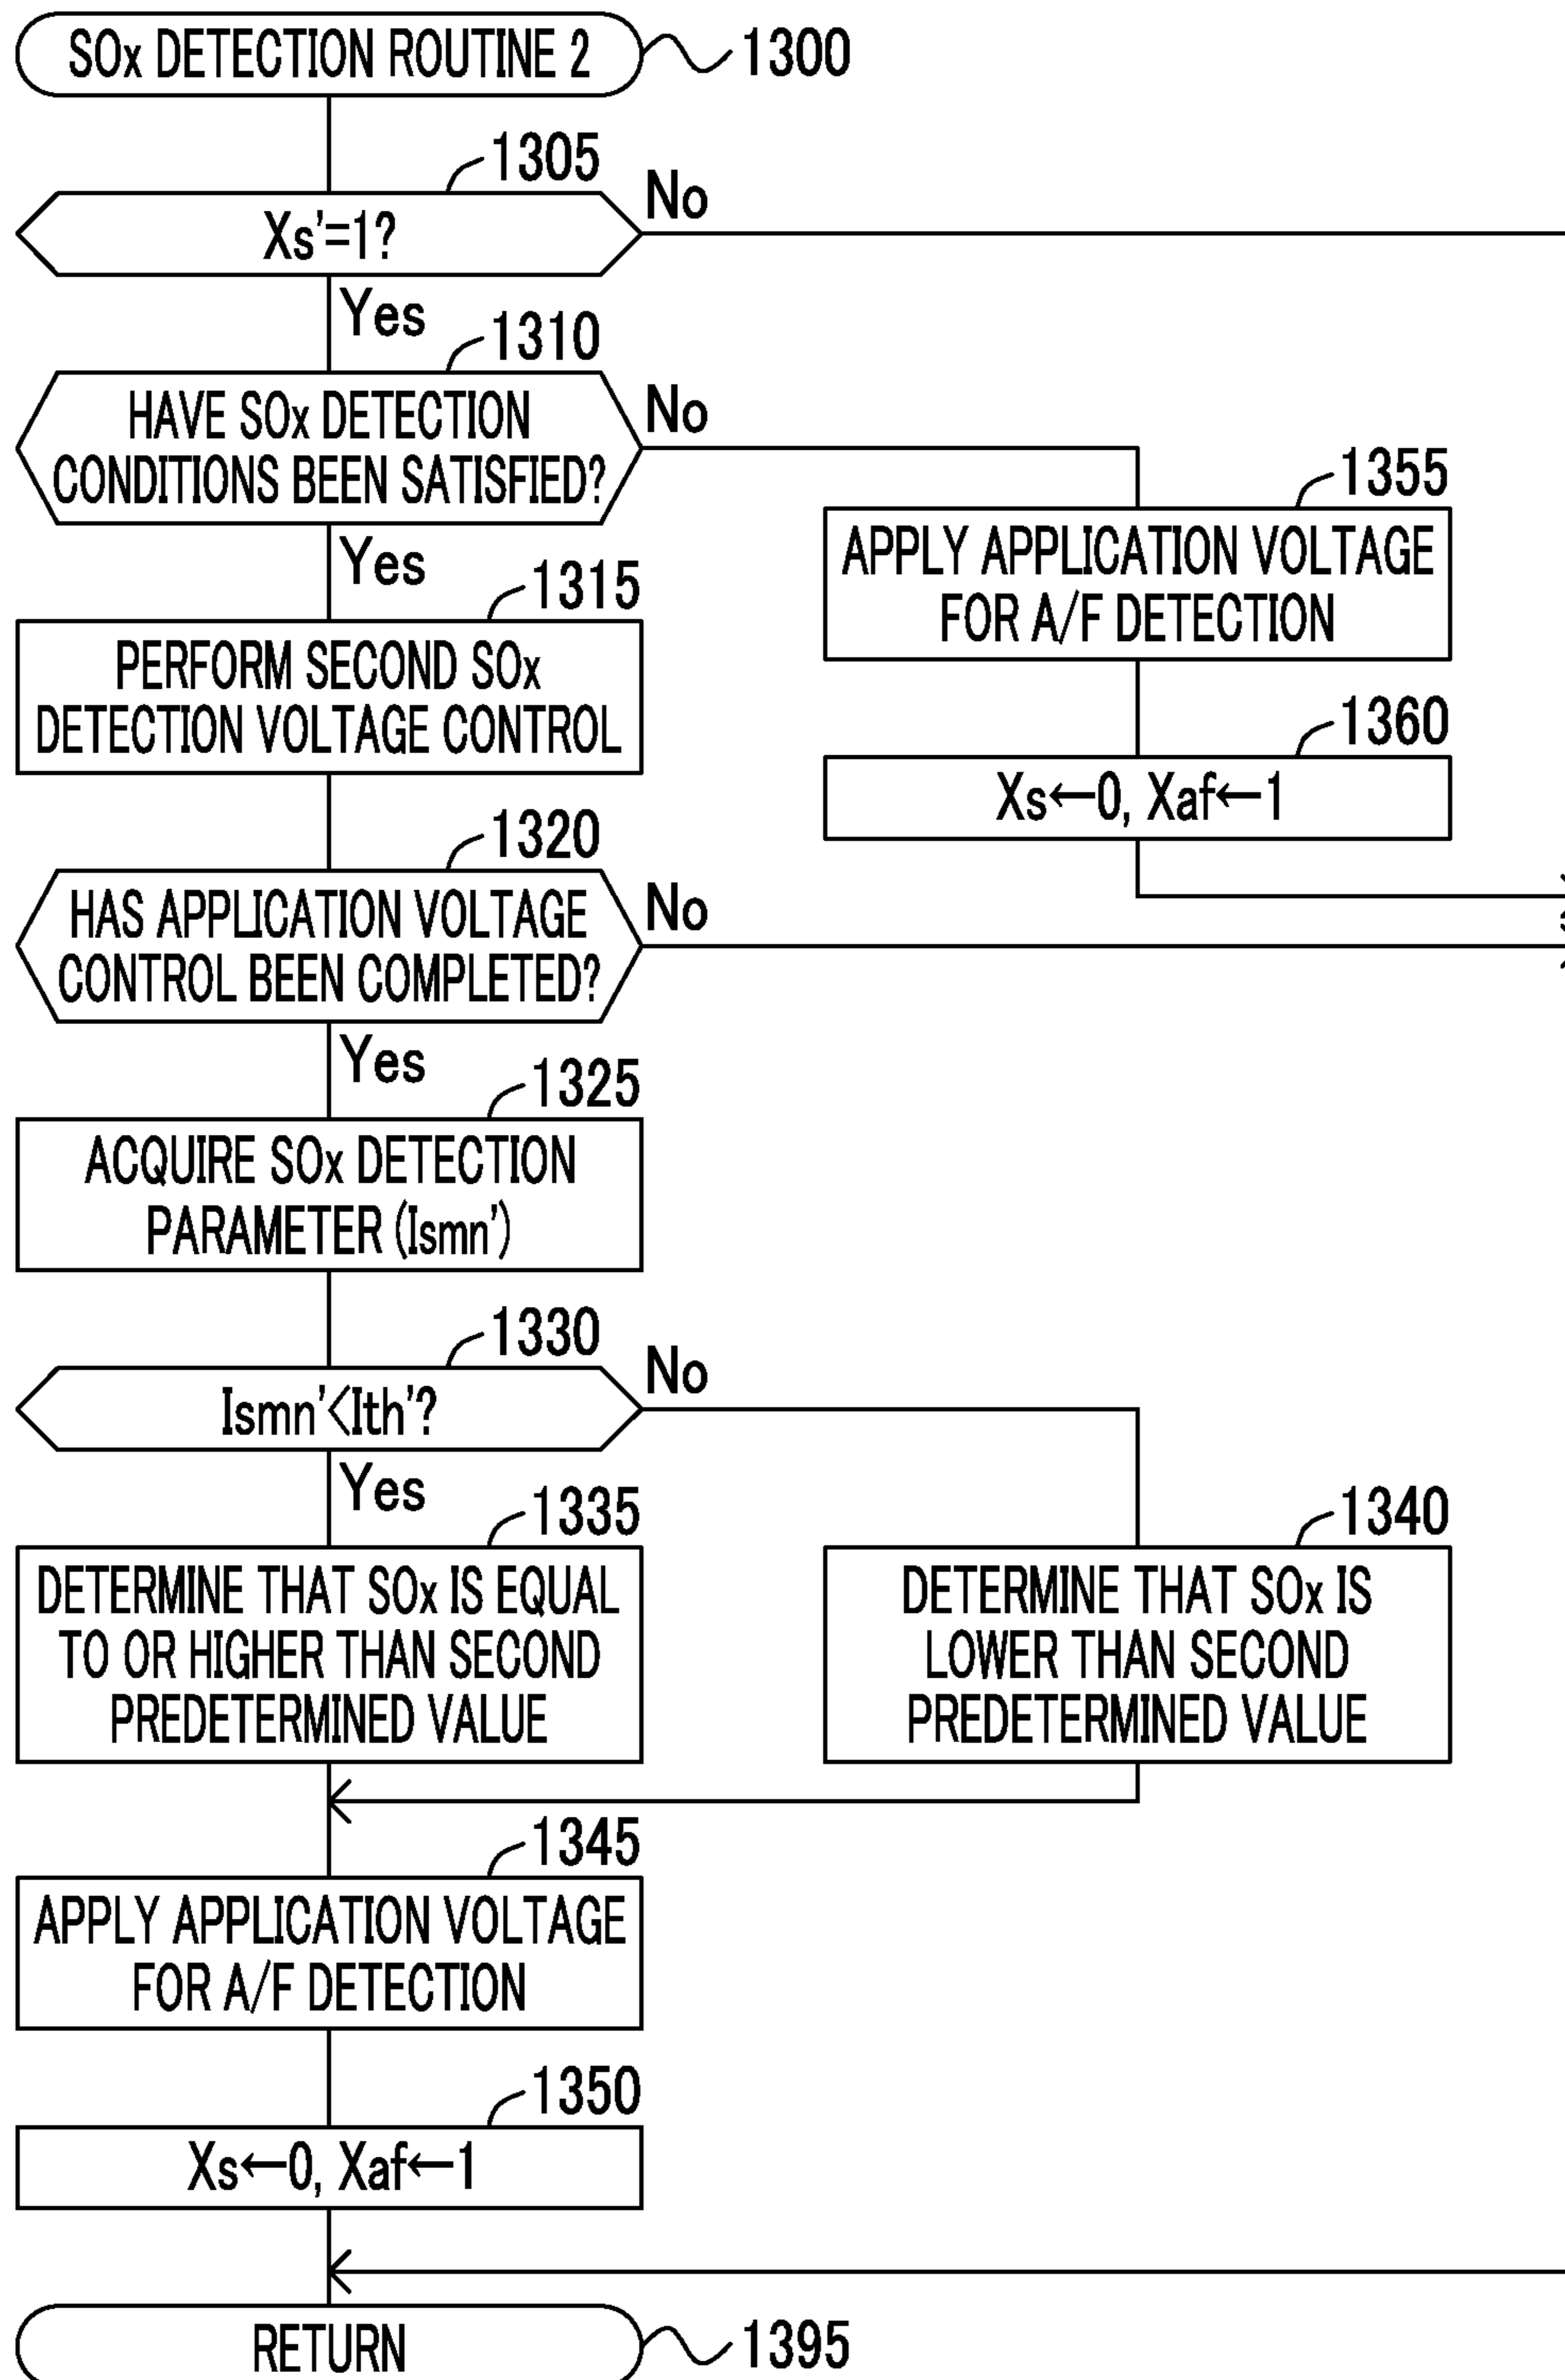 SOx DETECTION ROUTINE 2
1300
1305
Xs'=1?
No
Yes
1310
HAVE SOx DETECTION
CONDITIONS BEEN SATISFIED?
No
Yes
1355
APPLY APPLICATION VOLTAGE
FOR A/F DETECTION
1315
PERFORM SECOND SOx
DETECTION VOLTAGE CONTROL
1360
Xs←0, Xaf←1
1320
HAS APPLICATION VOLTAGE
CONTROL BEEN COMPLETED?
No
Yes
1325
ACQUIRE SOx DETECTION
PARAMETER (Ismn')
1330
Ismn'<Ith'?
No
Yes
1335
DETERMINE THAT SOx IS EQUAL
TO OR HIGHER THAN SECOND
PREDETERMINED VALUE
1340
DETERMINE THAT SOx IS
LOWER THAN SECOND
PREDETERMINED VALUE
1345
APPLY APPLICATION VOLTAGE
FOR A/F DETECTION
1350
Xs←0, Xaf←1
RETURN
1395